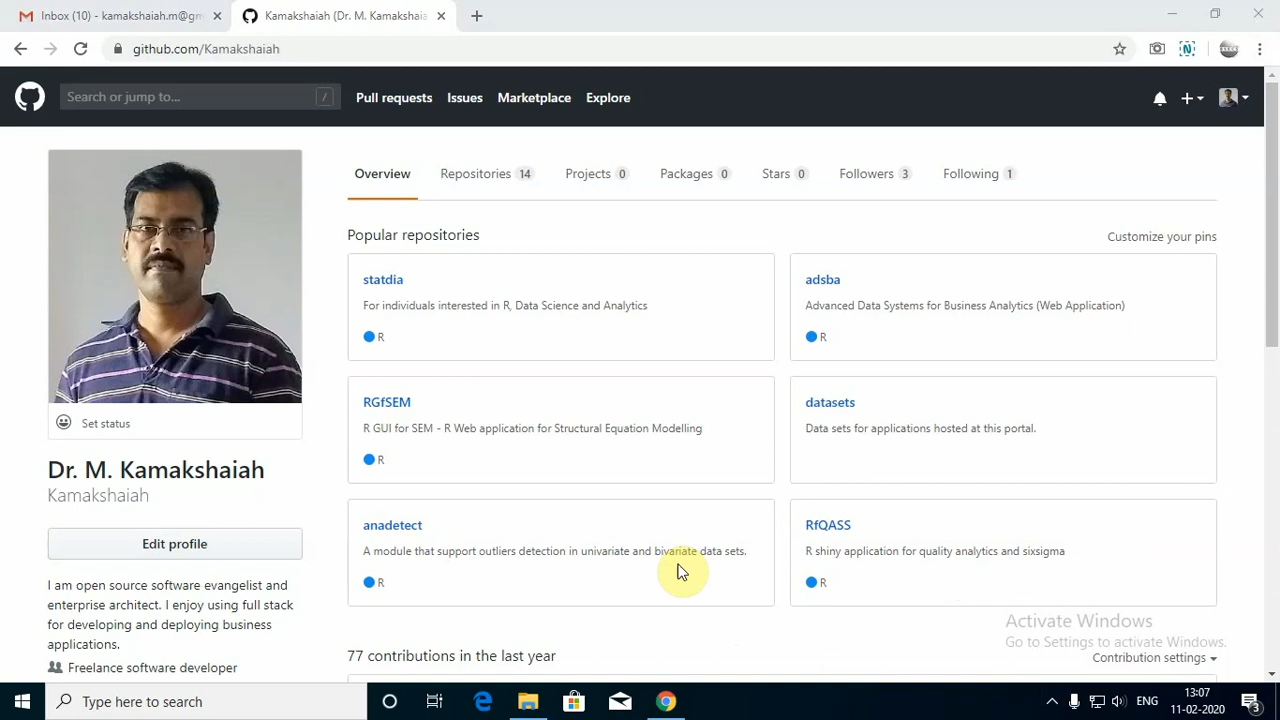 Inbox (10) - kamakshaiah.m@gm
Kamakshaiah (Dr. M. Kamakshaia
github.com/Kamakshaiah
Search or jump to...
/
Pull requests Issues Marketplace Explore
Overview Repositories 14 Projects 0 Packages 0 Stars 0 Followers 3 Following 1
Popular repositories
Customize your pins
statdia
For individuals interested in R, Data Science and Analytics
R
adsba
Advanced Data Systems for Business Analytics (Web Application)
R
RGfSEM
R GUI for SEM - R Web application for Structural Equation Modelling
R
datasets
Data sets for applications hosted at this portal.
anadetect
A module that support outliers detection in univariate and bivariate data sets.
R
RfQASS
R shiny application for quality analytics and sixsigma
R
Set status
Dr. M. Kamakshaiah
Kamakshaiah
Edit profile
I am open source software evangelist and
enterprise architect. I enjoy using full stack
for developing and deploying business
applications.
Freelance software developer
77 contributions in the last year
Contribution settings
Activate Windows
Go to Settings to activate Windows.
Type here to search
ENG
13:07
11-02-2020
3